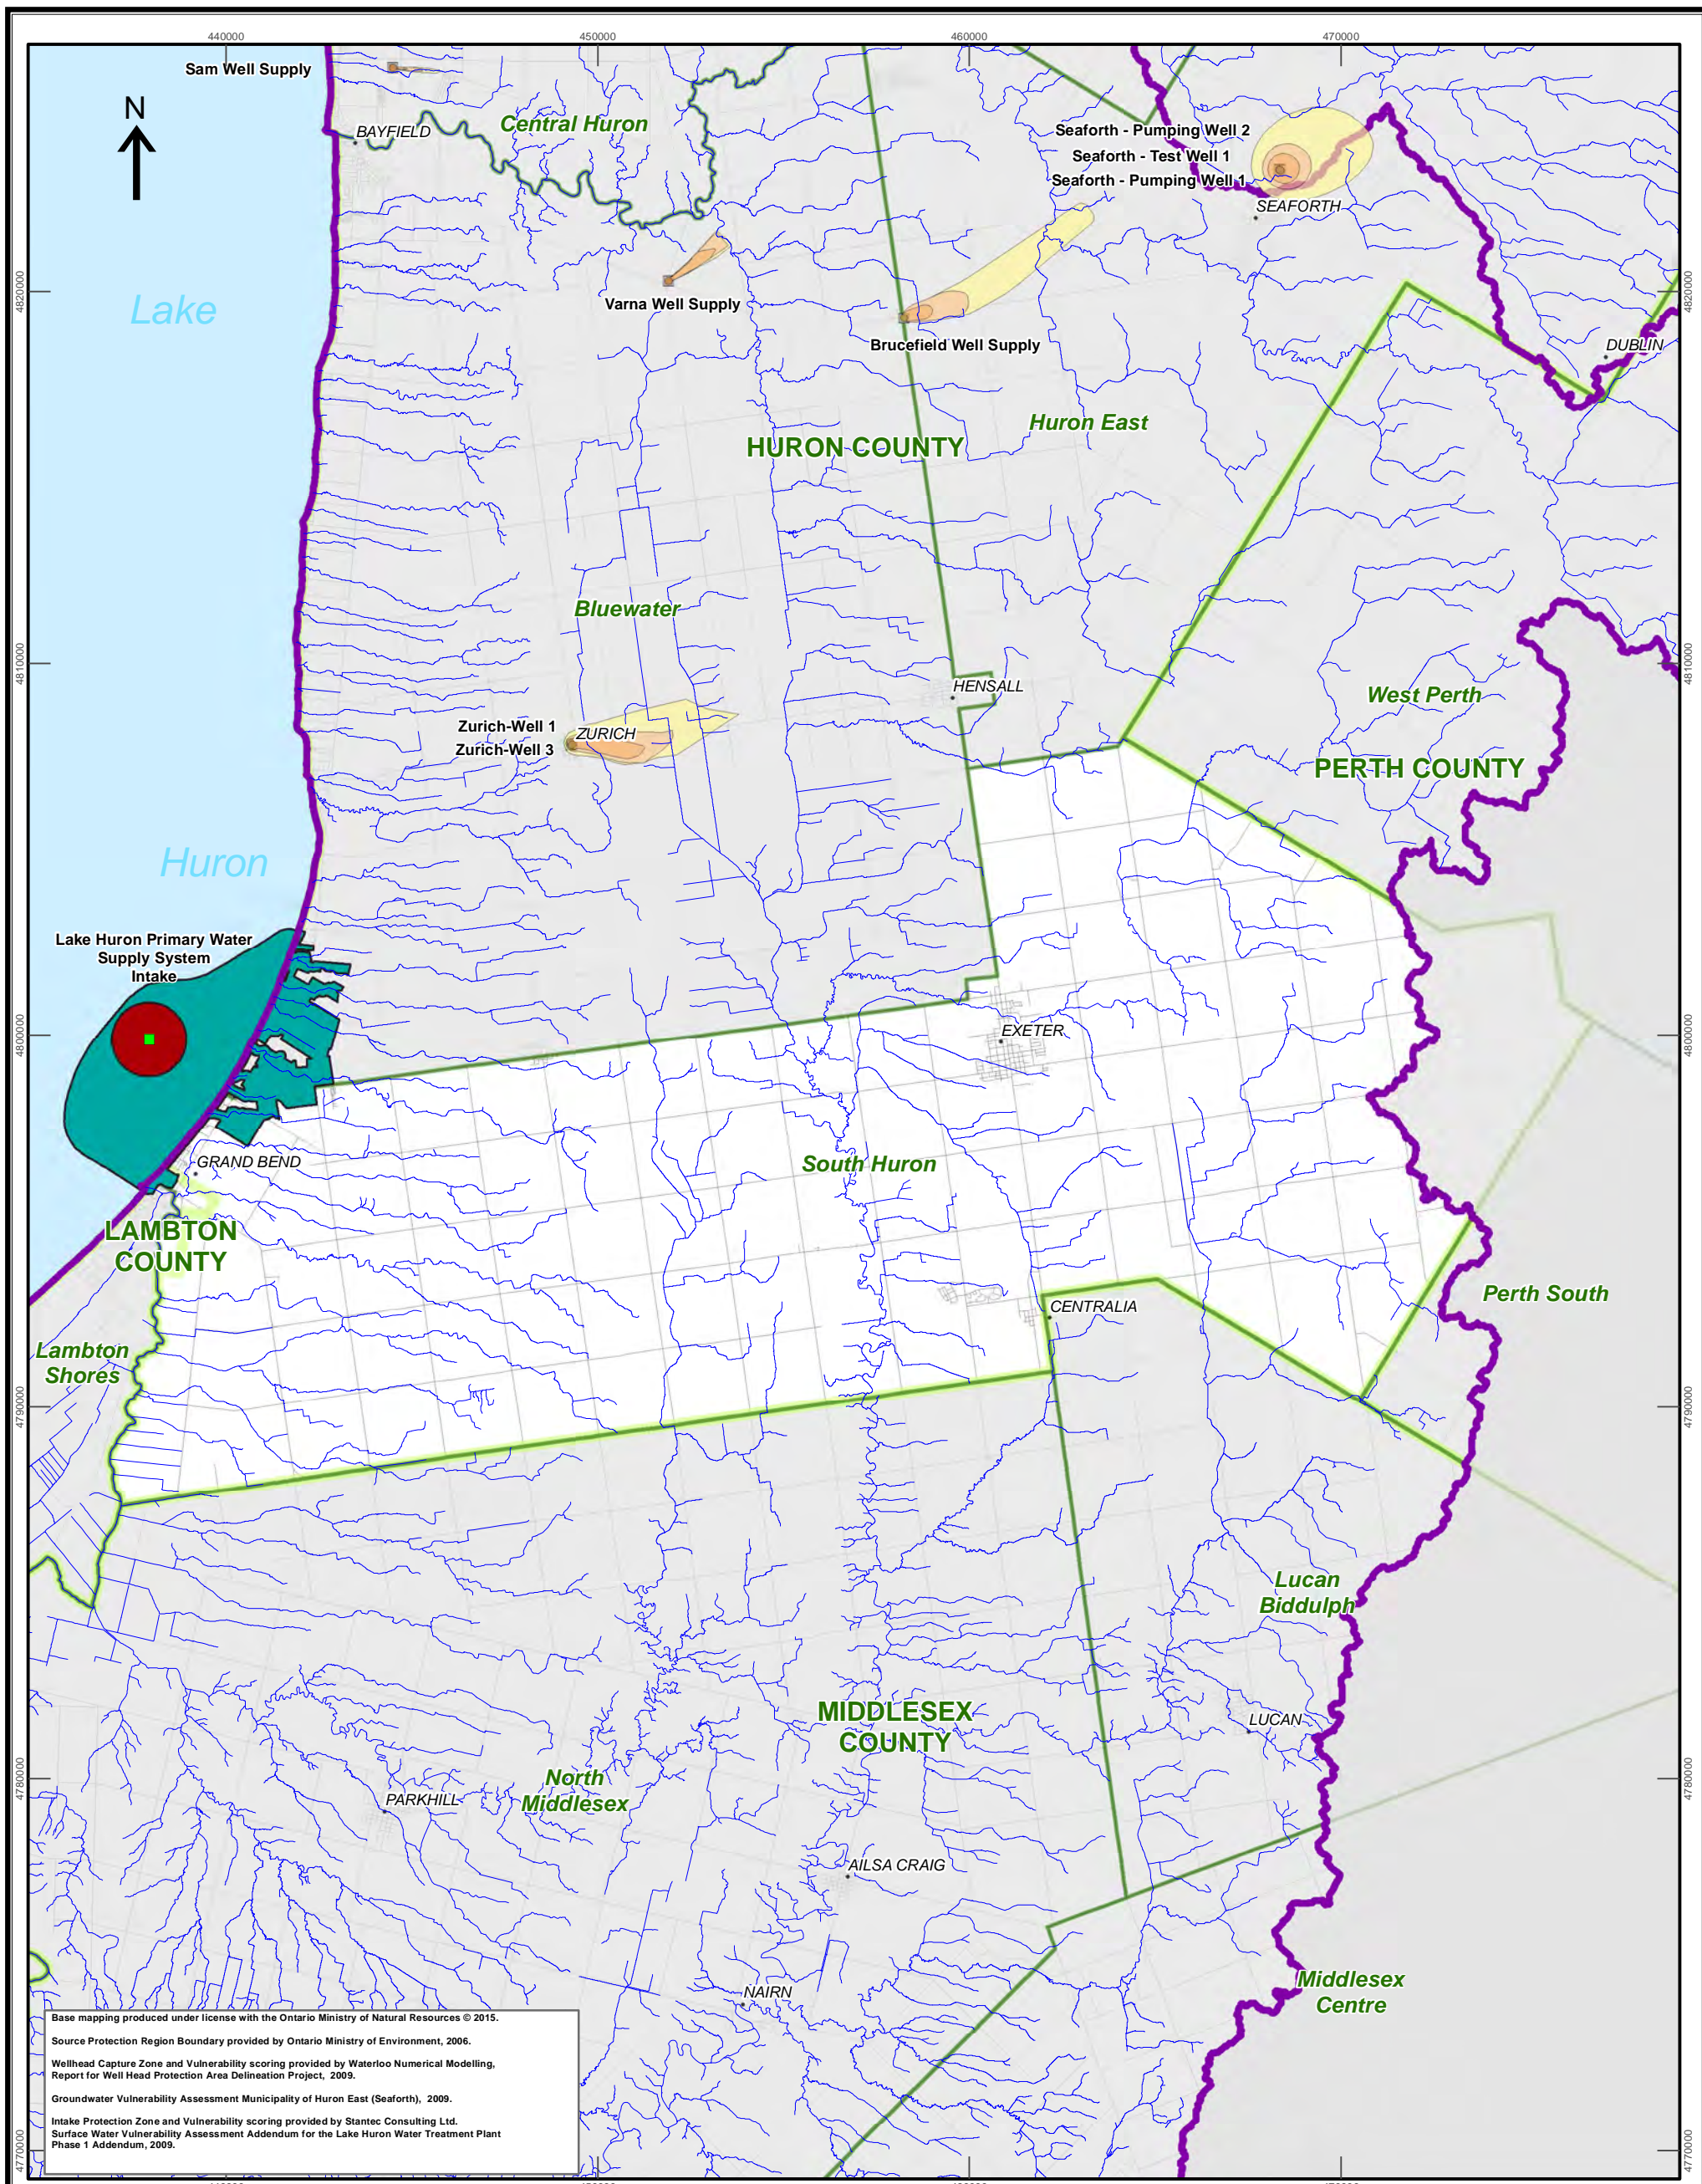 440000
450000
460000
470000
Sam Well Supply
N
BAYFIELD
Central Huron
Seaforth - Pumping Well 2
Seaforth - Test Well 1
Seaforth - Pumping Well 1
SEAFORTH
4820000
Lake
Varna Well Supply
4820000
Brucefield Well Supply
DUBLIN
Huron East
HURON COUNTY
Bluewater
4810000
4810000
HENSALL
West Perth
Zurich-Well 1
ZURICH
Zurich-Well 3
PERTH COUNTY
Huron
Lake Huron Primary Water
Supply System
Intake
4800000
EXETER
4800000
GRAND BEND
South Huron
LAMBTON
COUNTY
Perth South
CENTRALIA
Lambton
Shores
4790000
4790000
Lucan
Biddulph
MIDDLESEX
COUNTY
LUCAN
4780000
North
Middlesex
4780000
PARKHILL
AILSA CRAIG
NAIRN
Middlesex
Centre
Base mapping produced under license with the Ontario Ministry of Natural Resources © 2015.
Source Protection Region Boundary provided by Ontario Ministry of Environment, 2006.
Wellhead Capture Zone and Vulnerability scoring provided by Waterloo Numerical Modelling,
Report for Well Head Protection Area Delineation Project, 2009.
Groundwater Vulnerability Assessment Municipality of Huron East (Seaforth), 2009.
Intake Protection Zone and Vulnerability scoring provided by Stantec Consulting Ltd.
Surface Water Vulnerability Assessment Addendum for the Lake Huron Water Treatment Plant
Phase 1 Addendum, 2009.
4770000
4770000